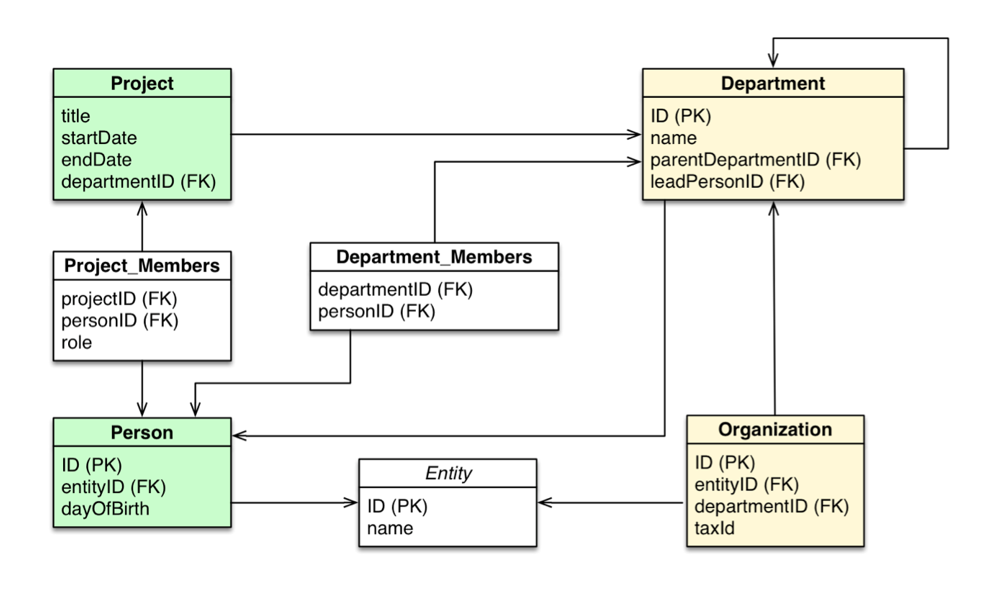 Project
title
startDate
endDate
departmentID (FK)
Department
ID (PK)
name
parentDepartmentID (FK)
leadPersonID (FK)
Project_Members
projectID (FK)
personID (FK)
role
Department_Members
departmentID (FK)
personID (FK)
Person
ID (PK)
entityID (FK)
dayOfBirth
Entity
ID (PK)
name
Organization
ID (PK)
entityID (FK)
departmentID (FK)
taxId